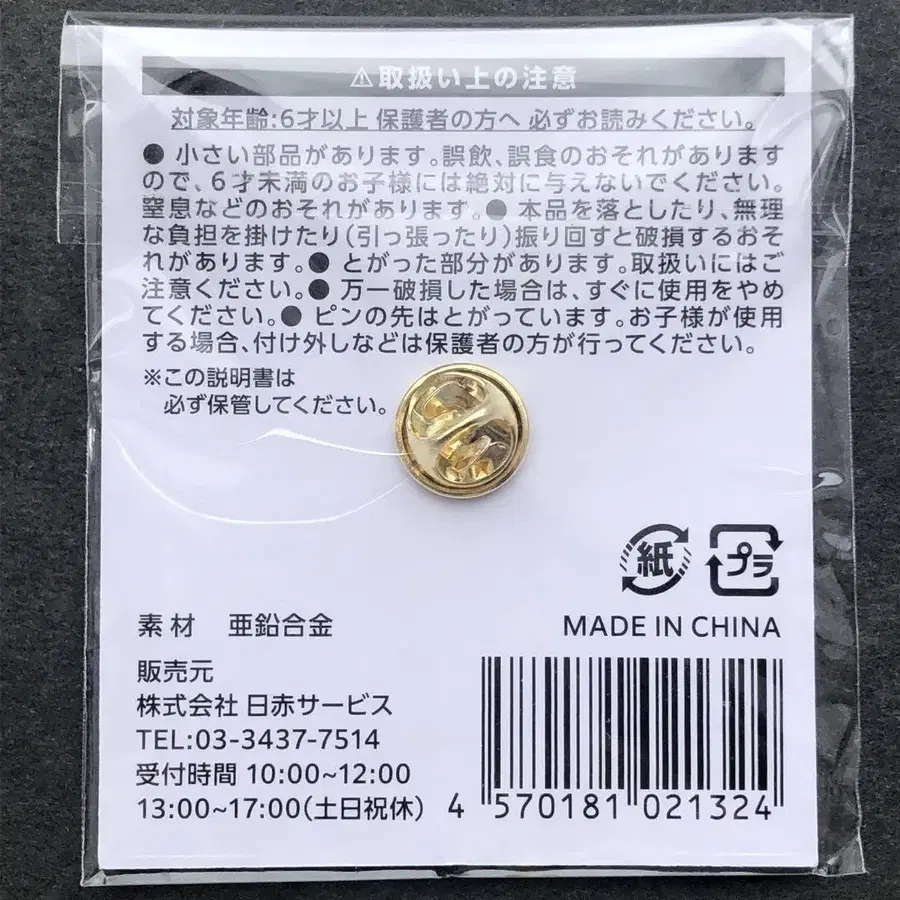 ⚠取扱い上の注意
対象年齢:6才以上 保護者の方へ 必ずお読みください。
● 小さい部品があります。誤飲、誤食のおそれがあります
ので、6才未満のお子様には絶対に与えないでください。
窒息などのおそれがあります。● 本品を落としたり、無理
な負担を掛けたり(引っ張ったり)振り回すと破損するおそ
れがあります。● とがった部分があります。取扱いにはご
注意ください。● 万一破損した場合は、すぐに使用をやめ
てください。● ピンの先はとがっています。お子様が使用
する場合、付け外しなどは保護者の方が行ってください。
※この説明書は
必ず保管してください。
紙 プラ
素材 亜鉛合金
MADE IN CHINA
販売元
株式会社 日赤サービス
TEL:03-3437-7514
受付時間 10:00~12:00
13:00~17:00(土日祝休)
4 570181 021324